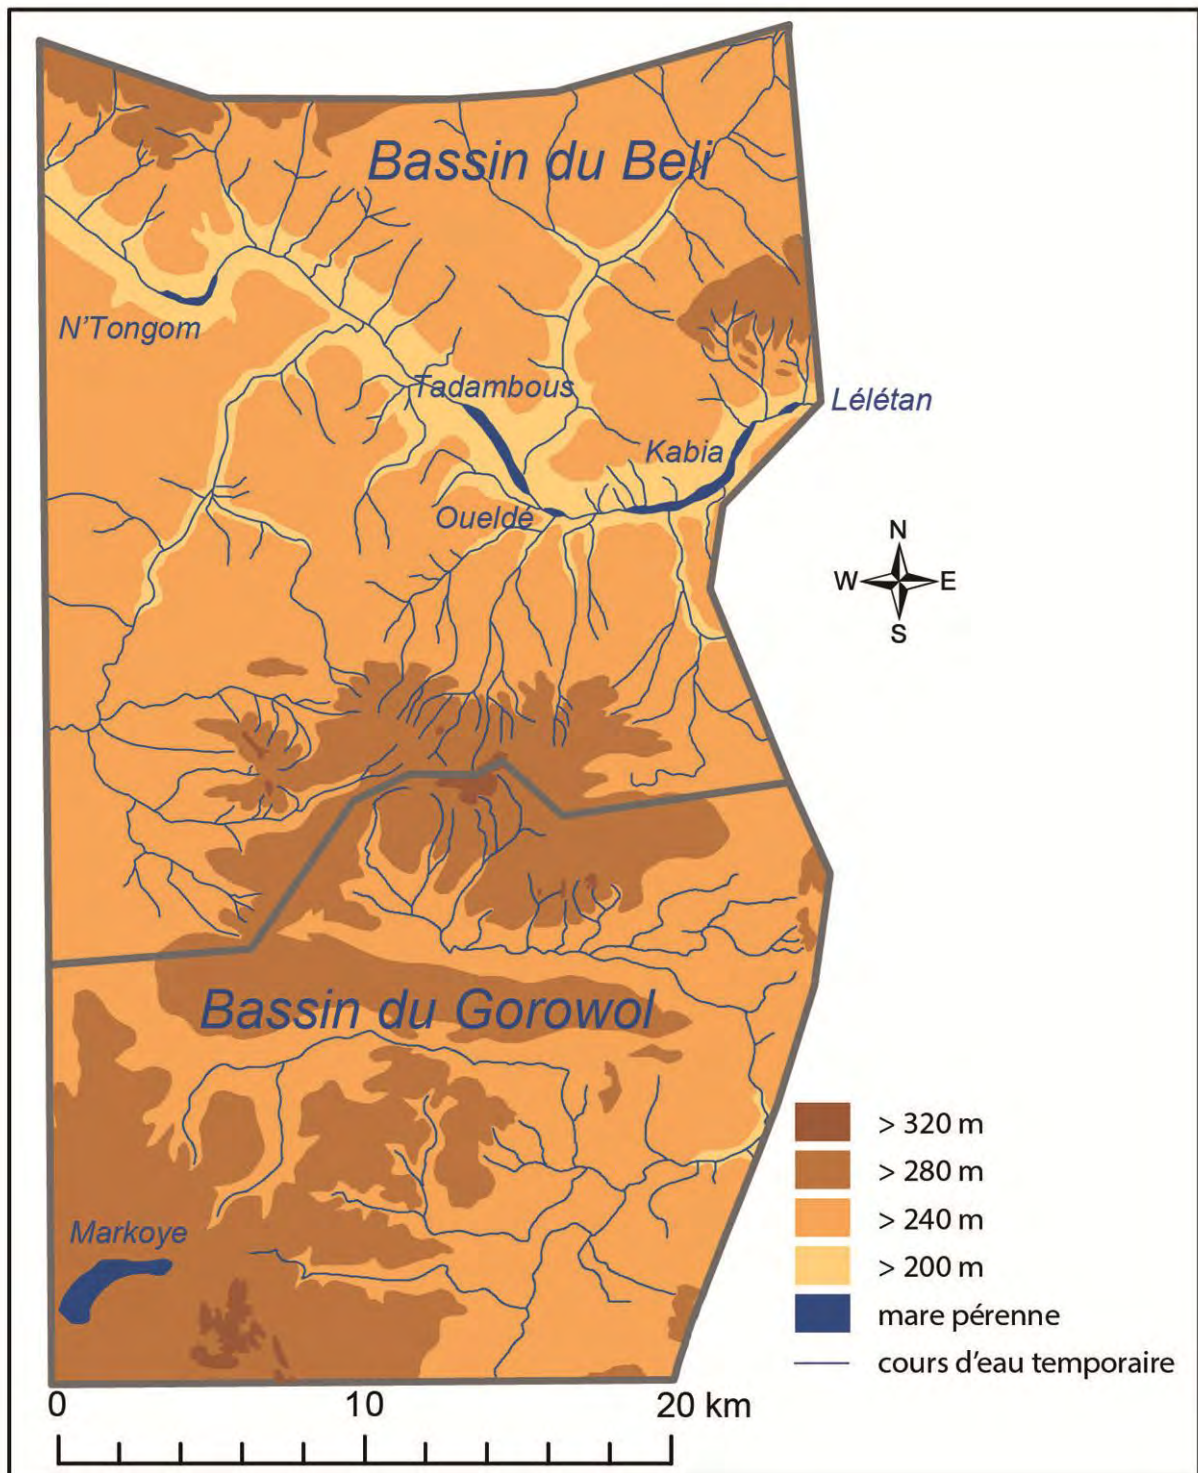 Bassin du Beli
N'Tongom
Tadambous
Lélétan
Kabia
Oueldé
N
W E
S
Bassin du Gorowol
Markoye
> 320 m
> 280 m
> 240 m
> 200 m
mare pérenne
cours d'eau temporaire
0 10 20 km